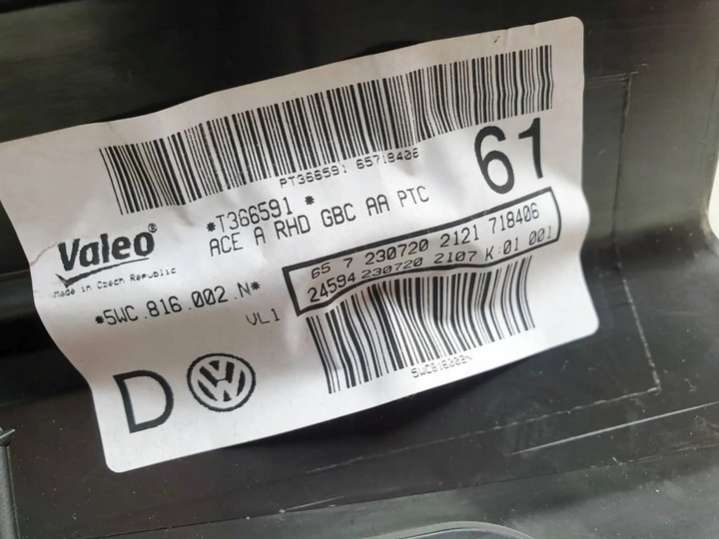 PT366591 65718406
61
*T366591 *
ACE A RHD GBC AA PTC
Valeo®
Made in Czech Republic
65 7 230720 2121 718406
24594 230720 2107 K:01 001
*5WC.816.002.N*
VL1
5WC816002N
D
VW